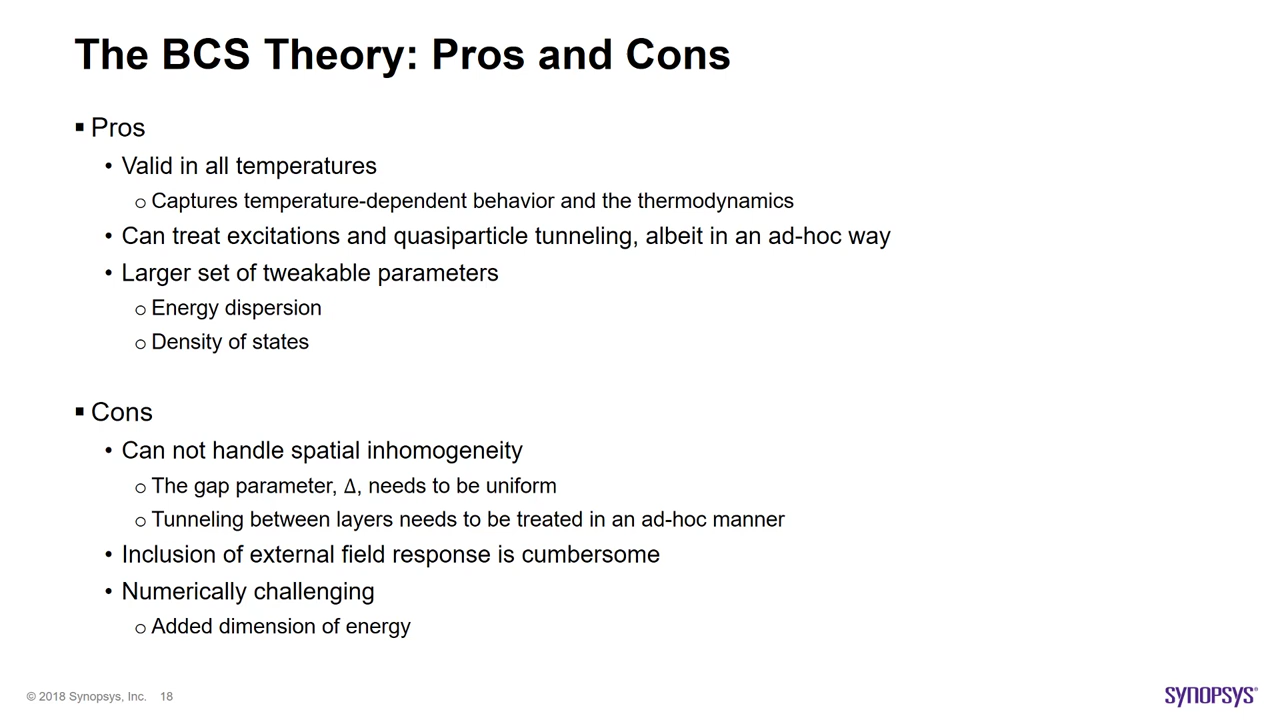 The BCS Theory: Pros and Cons
▪ Pros
• Valid in all temperatures
o Captures temperature-dependent behavior and the thermodynamics
• Can treat excitations and quasiparticle tunneling, albeit in an ad-hoc way
• Larger set of tweakable parameters
o Energy dispersion
o Density of states
▪ Cons
• Can not handle spatial inhomogeneity
o The gap parameter, Δ, needs to be uniform
o Tunneling between layers needs to be treated in an ad-hoc manner
• Inclusion of external field response is cumbersome
• Numerically challenging
o Added dimension of energy
© 2018 Synopsys, Inc. 18
SYNOPSYS®